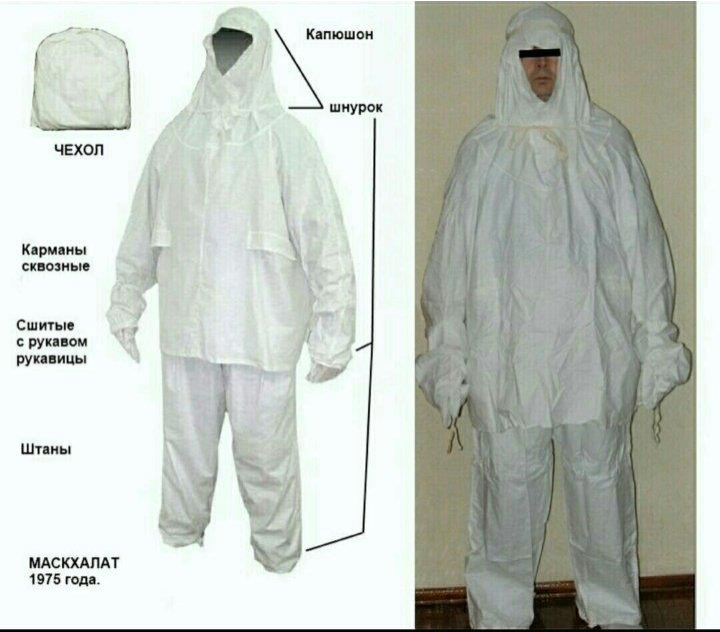 Капюшон
шнурок
ЧЕХОЛ
Карманы
сквозные
Сшитые
с рукавом
рукавицы
Штаны
МАСКХАЛАТ
1975 года.